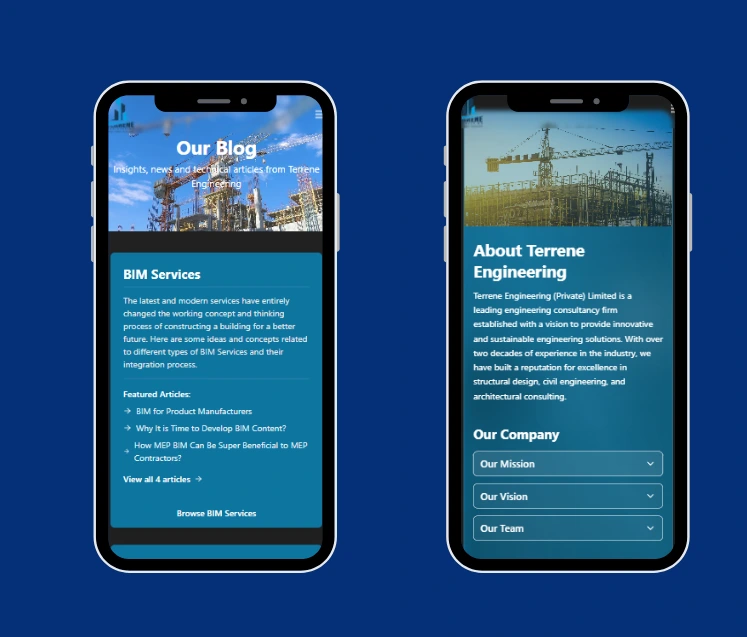 Our Blog
Insights, news and technical articles from Terrene
Engineering
BIM Services
The latest and modern services have entirely
changed the working concept and thinking
process of constructing a building for a better
future. Here are some ideas and concepts related
to different types of BIM Services and their
integration process.
Featured Articles:
→ BIM for Product Manufacturers
→ Why It is Time to Develop BIM Content?
→ How MEP BIM Can Be Super Beneficial to MEP
Contractors?
View all 4 articles →
Browse BIM Services
About Terrene
Engineering
Terrene Engineering (Private) Limited is a
leading engineering consultancy firm
established with a vision to provide innovative
and sustainable engineering solutions. With over
two decades of experience in the industry, we
have built a reputation for excellence in
structural design, civil engineering, and
architectural consulting.
Our Company
Our Mission
Our Vision
Our Team